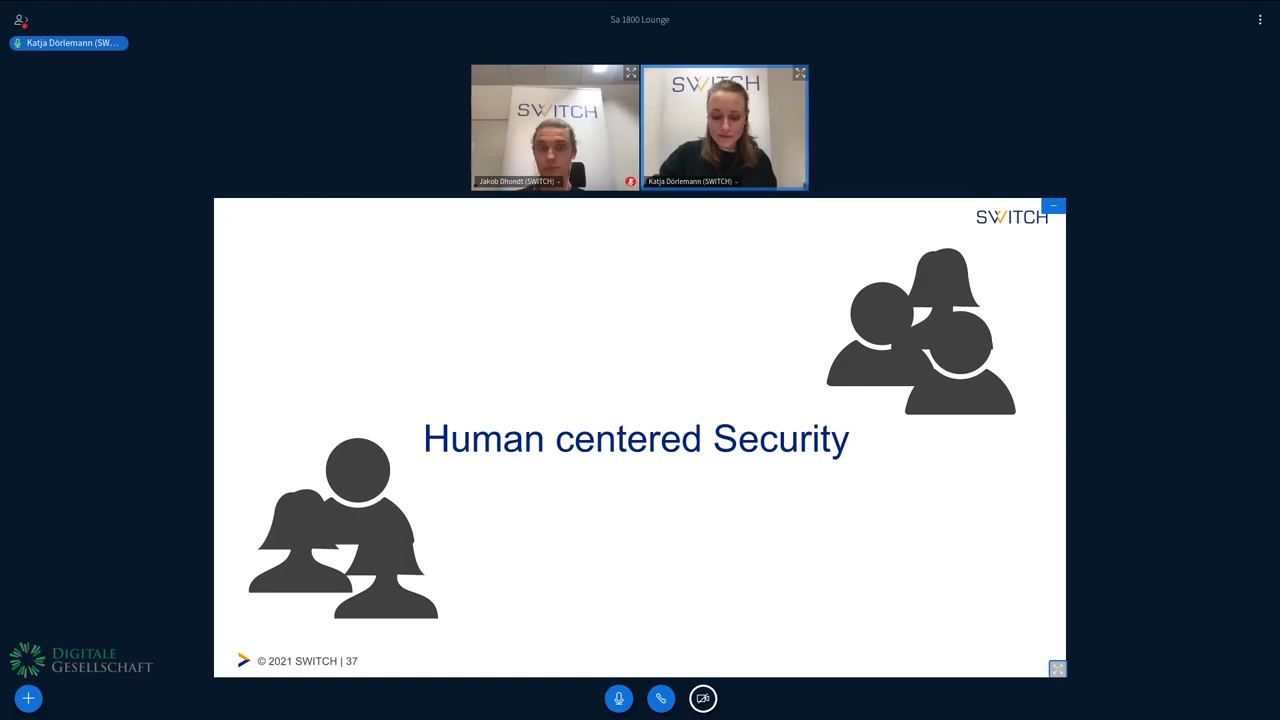 Sa 1800 Lounge
Katja Dörlemann (SW...
SWITCH
SWITCH
Jakob Dhondt (SWITCH)
Katja Dörlemann (SWITCH)
SWITCH
Human centered Security
© 2021 SWITCH | 37
DIGITALE
GESELLSCHAFT